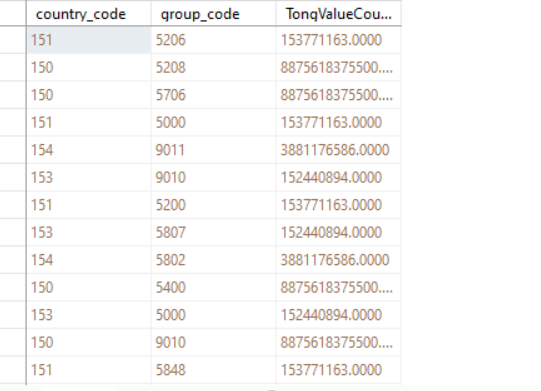 country_code group_code TongValueCou...
151 5206 153771163.0000
150 5208 8875618375500....
150 5706 8875618375500....
151 5000 153771163.0000
154 9011 3881176586.0000
153 9010 152440894.0000
151 5200 153771163.0000
153 5807 152440894.0000
154 5802 3881176586.0000
150 5400 8875618375500....
153 5000 152440894.0000
150 9010 8875618375500....
151 5848 153771163.0000